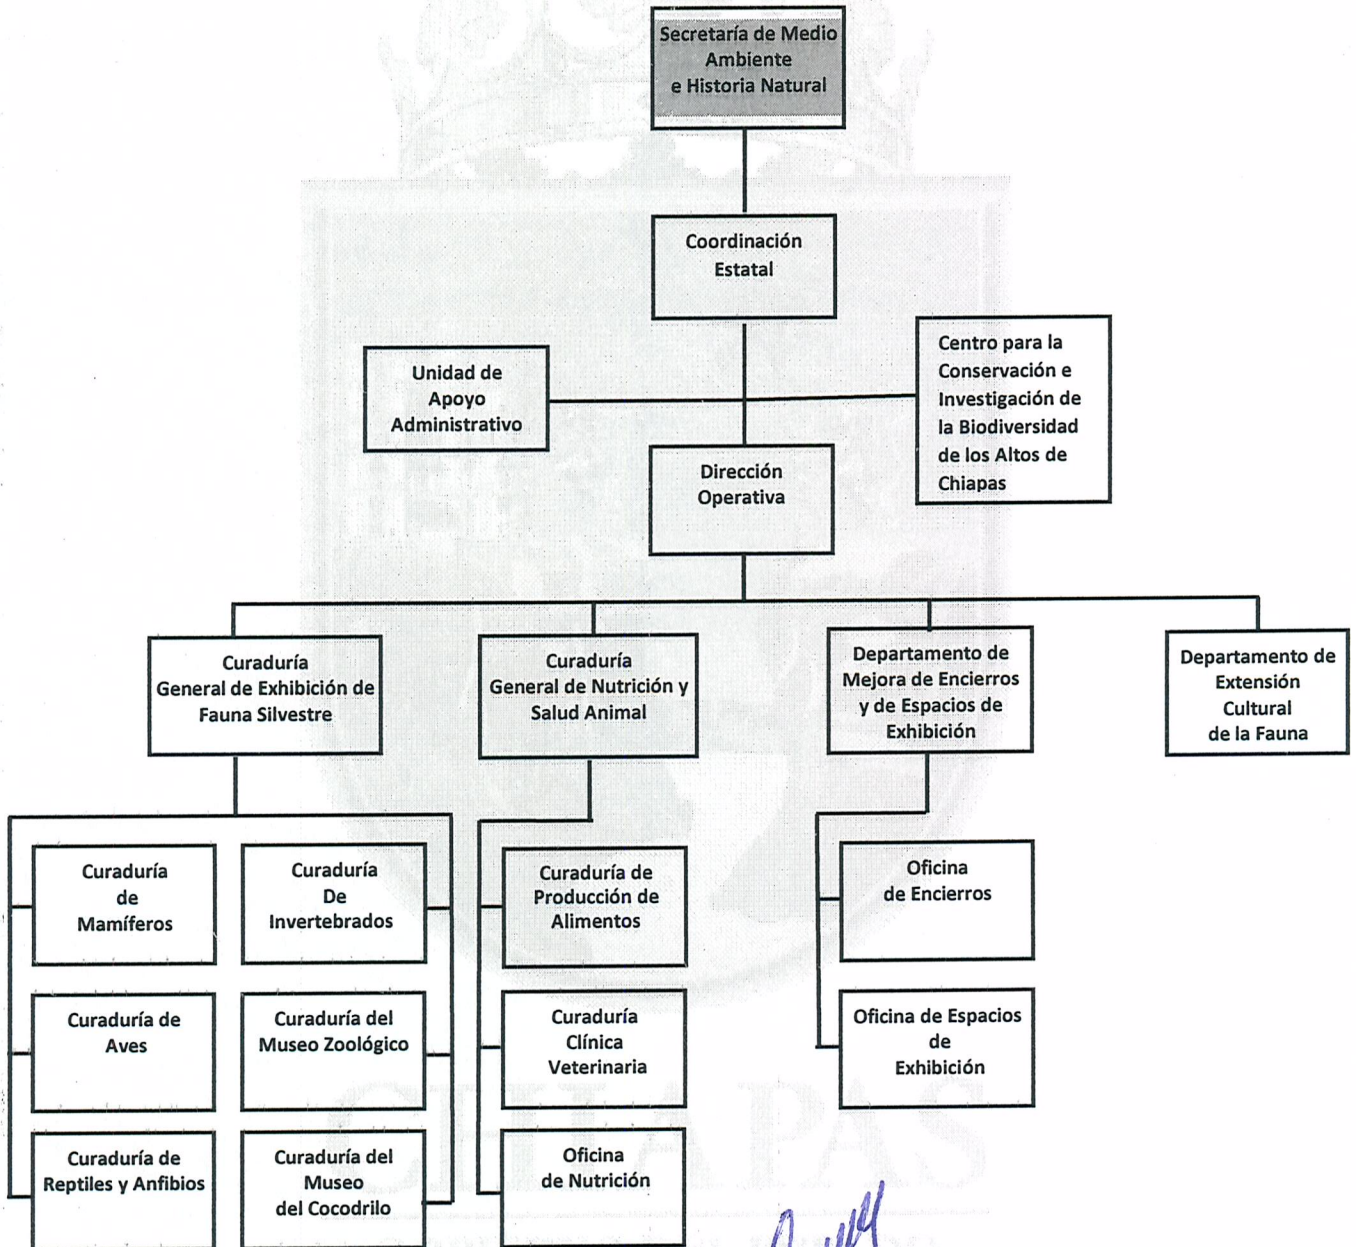 Secretaría de Medio
Ambiente
e Historia Natural
Coordinación
Estatal
Unidad de
Apoyo
Administrativo
Centro para la
Conservación e
Investigación de
la Biodiversidad
de los Altos de
Chiapas
Dirección
Operativa
Curaduría
General de Exhibición de
Fauna Silvestre
Curaduría
General de Nutrición y
Salud Animal
Departamento de
Mejora de Encierros
y de Espacios de
Exhibición
Departamento de
Extensión
Cultural
de la Fauna
Curaduría
de
Mamíferos
Curaduría
De
Invertebrados
Curaduría de
Producción de
Alimentos
Oficina
de Encierros
Curaduría de
Aves
Curaduría del
Museo Zoológico
Curaduría
Clínica
Veterinaria
Oficina de Espacios
de
Exhibición
Curaduría de
Reptiles y Anfibios
Curaduría del
Museo
del Cocodrilo
Oficina
de Nutrición
CHIAPAS